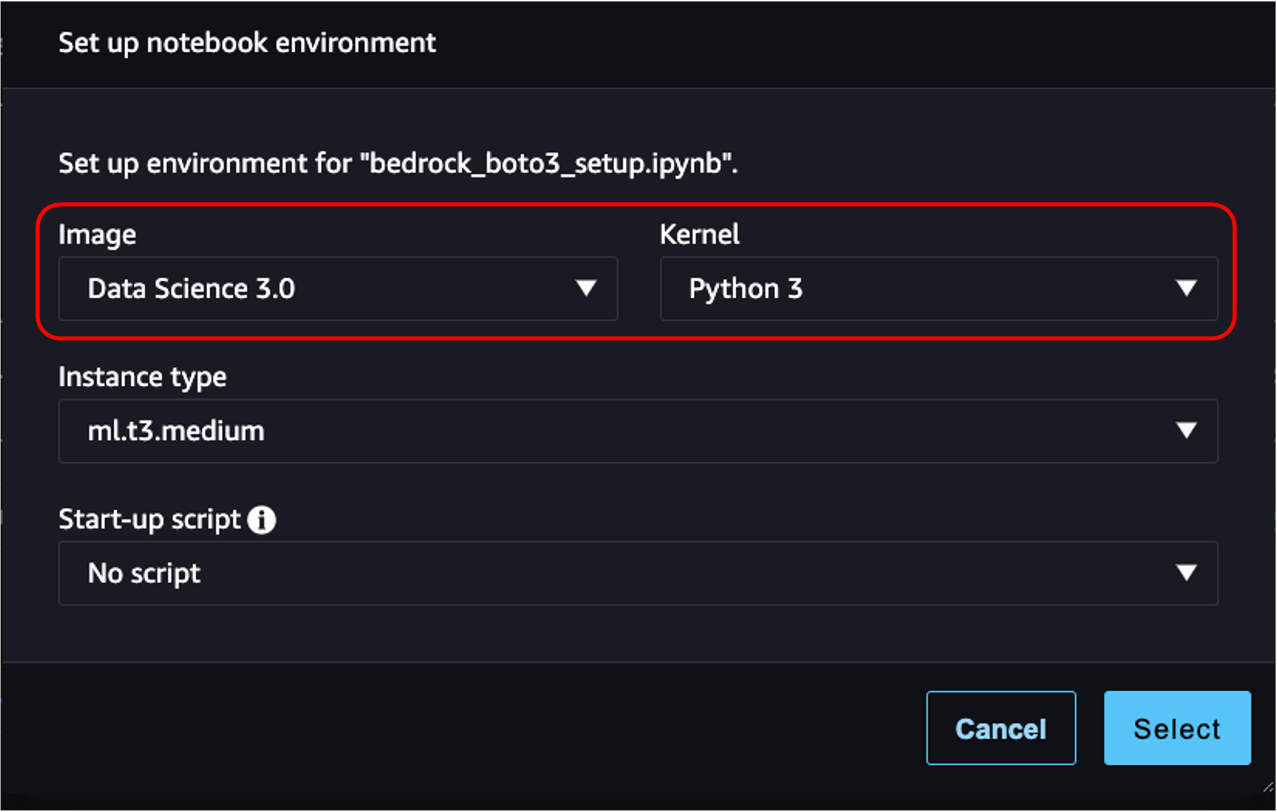 Set up notebook environment
Set up environment for "bedrock_boto3_setup.ipynb".
Image
Kernel
Data Science 3.0
Python 3
Instance type
ml.t3.medium
Start-up script
No script
Cancel
Select